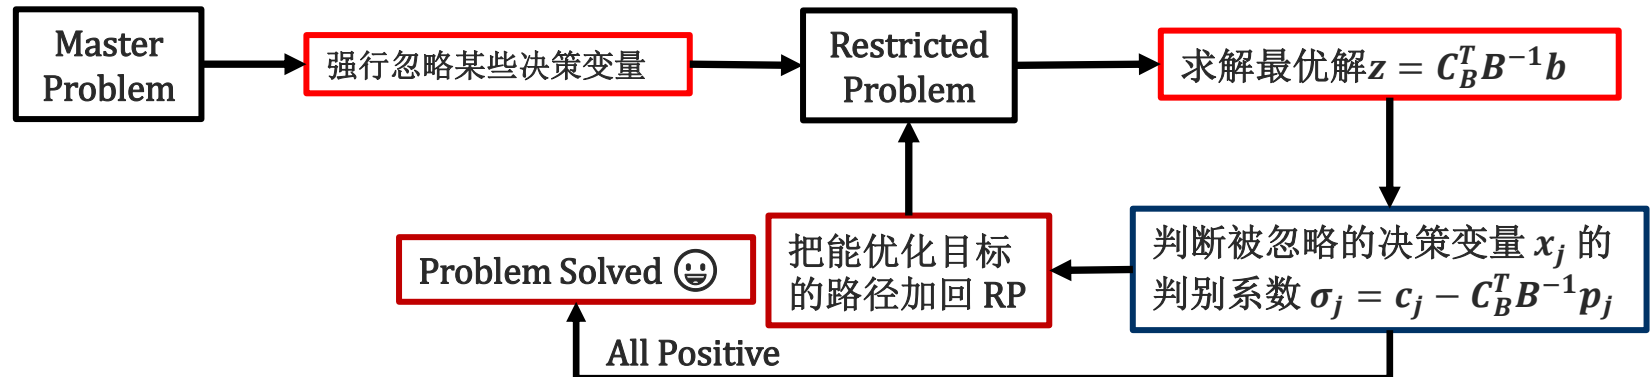 Master
Problem
强行忽略某些决策变量
Restricted
Problem
求解最优解z = C_B^T B^{-1} b
判断被忽略的决策变量 x_j 的
判别系数 σ_j = c_j − C_B^T B^{-1} p_j
把能优化目标
的路径加回 RP
Problem Solved 😀
All Positive